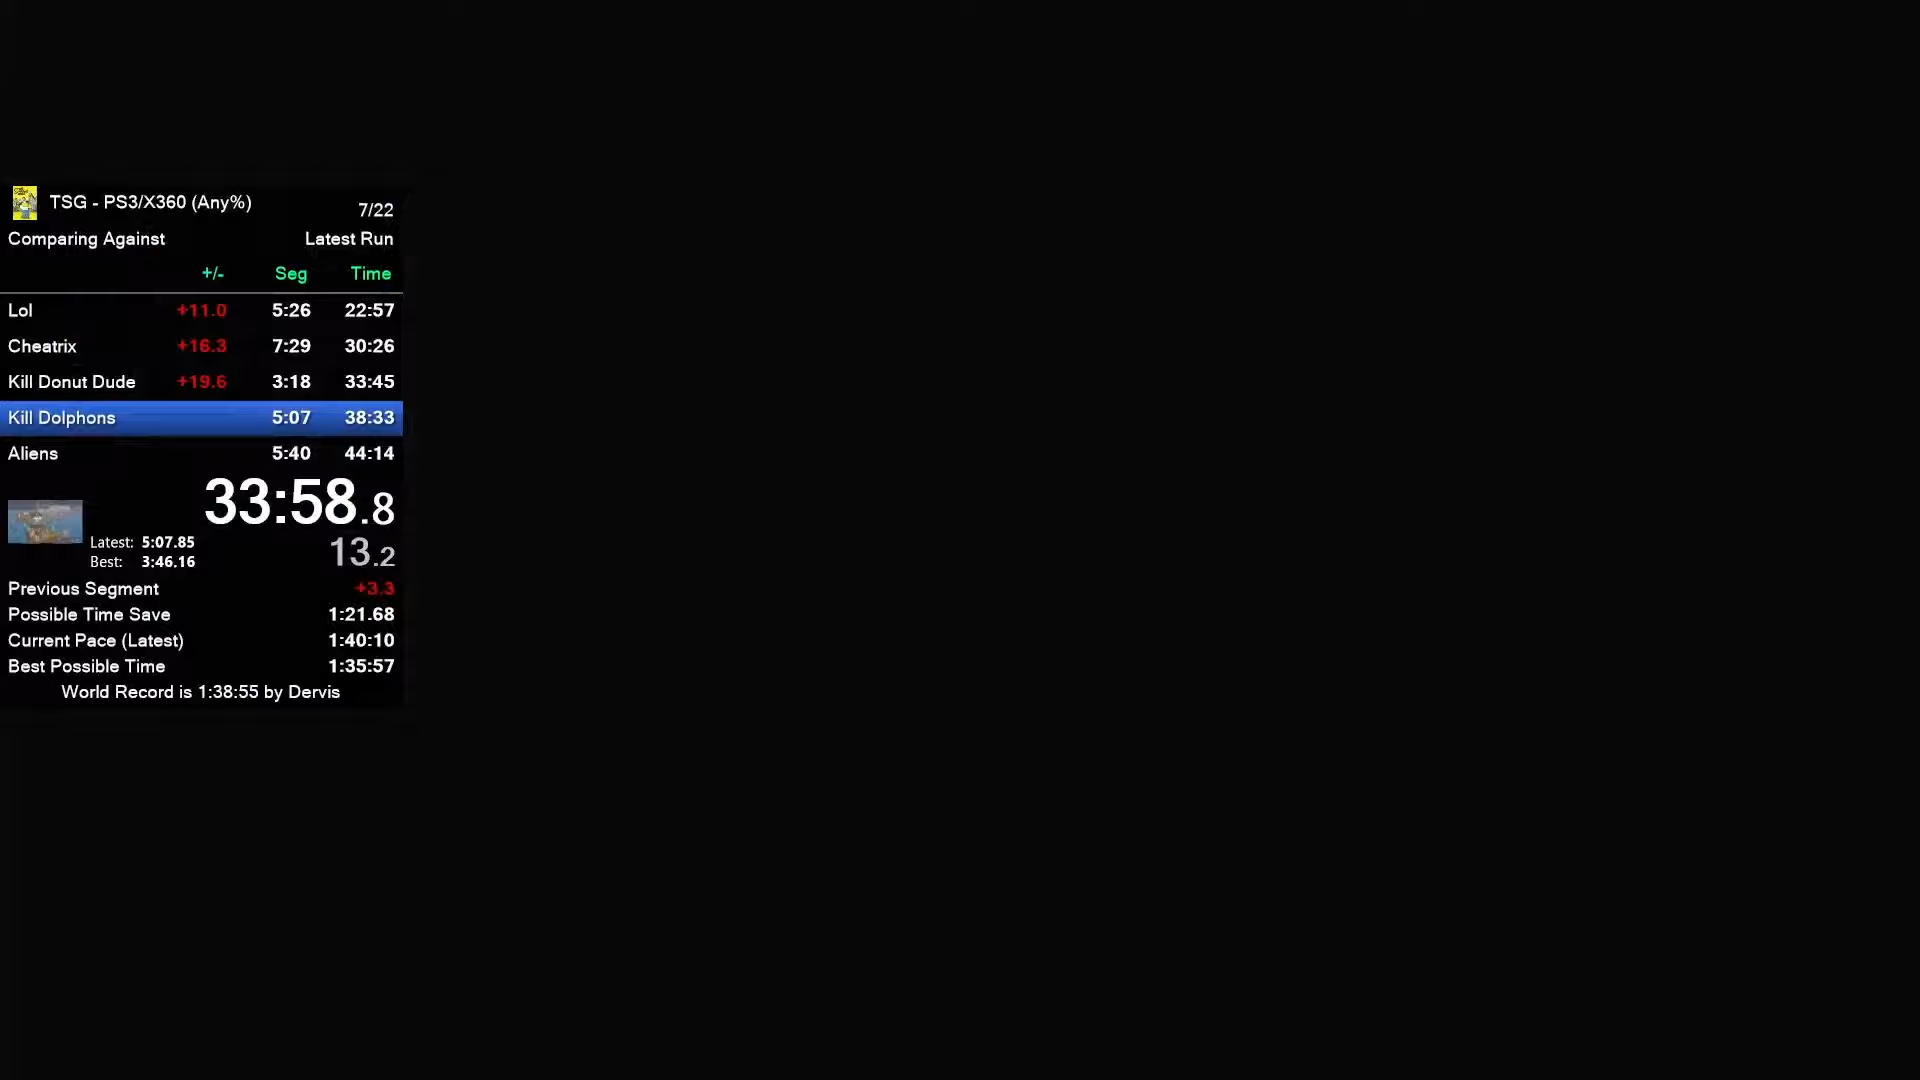 TSG - PS3/X360 (Any%)
7/22
Comparing Against Latest Run
+/- Seg Time
Lol +11.0 5:26 22:57
Cheatrix +16.3 7:29 30:26
Kill Donut Dude +19.6 3:18 33:45
Kill Dolphons 5:07 38:33
Aliens 5:40 44:14
33:58.8
Latest: 5:07.85
13.2
Best: 3:46.16
Previous Segment +3.3
Possible Time Save 1:21.68
Current Pace (Latest) 1:40:10
Best Possible Time 1:35:57
World Record is 1:38:55 by Dervis